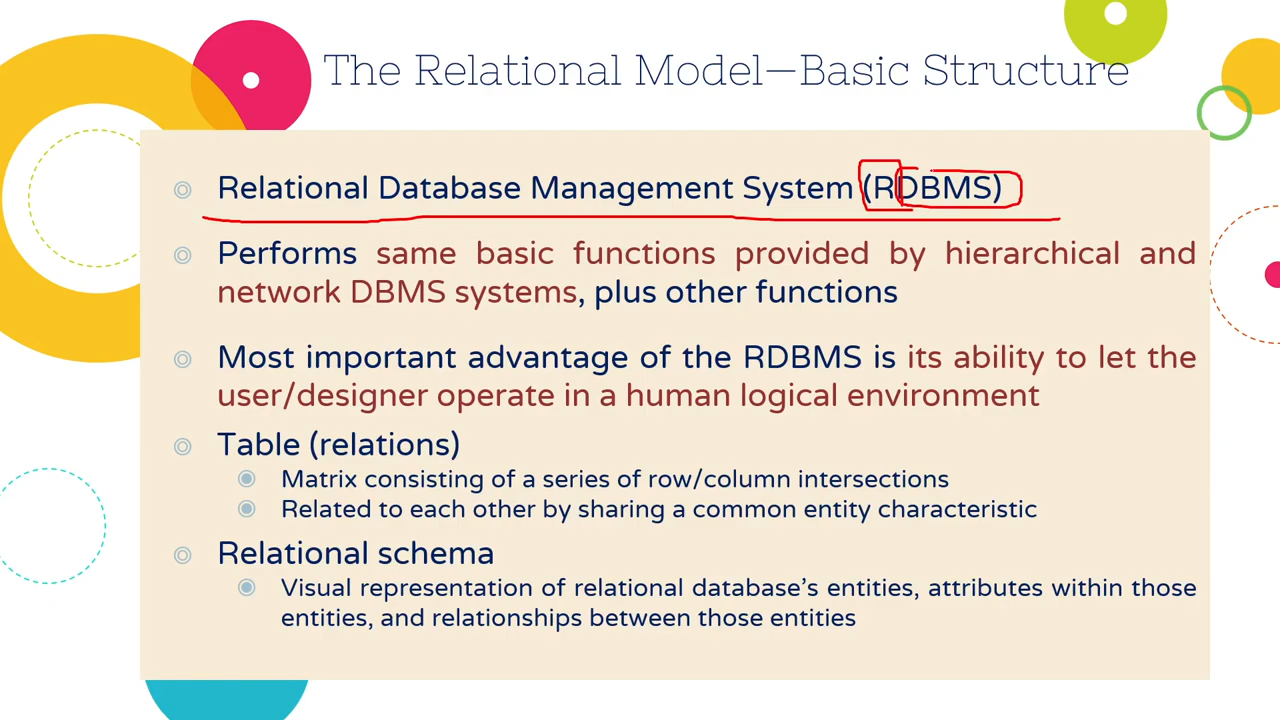 The Relational Model—Basic Structure
Relational Database Management System (RDBMS)
Performs same basic functions provided by hierarchical and
network DBMS systems, plus other functions
Most important advantage of the RDBMS is its ability to let the
user/designer operate in a human logical environment
Table (relations)
Matrix consisting of a series of row/column intersections
Related to each other by sharing a common entity characteristic
Relational schema
Visual representation of relational database’s entities, attributes within those
entities, and relationships between those entities